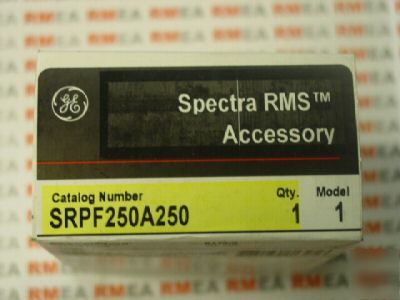 GE
Spectra RMS™
Accessory
Catalog Number Qty. Model
SRPF250A250 1 1